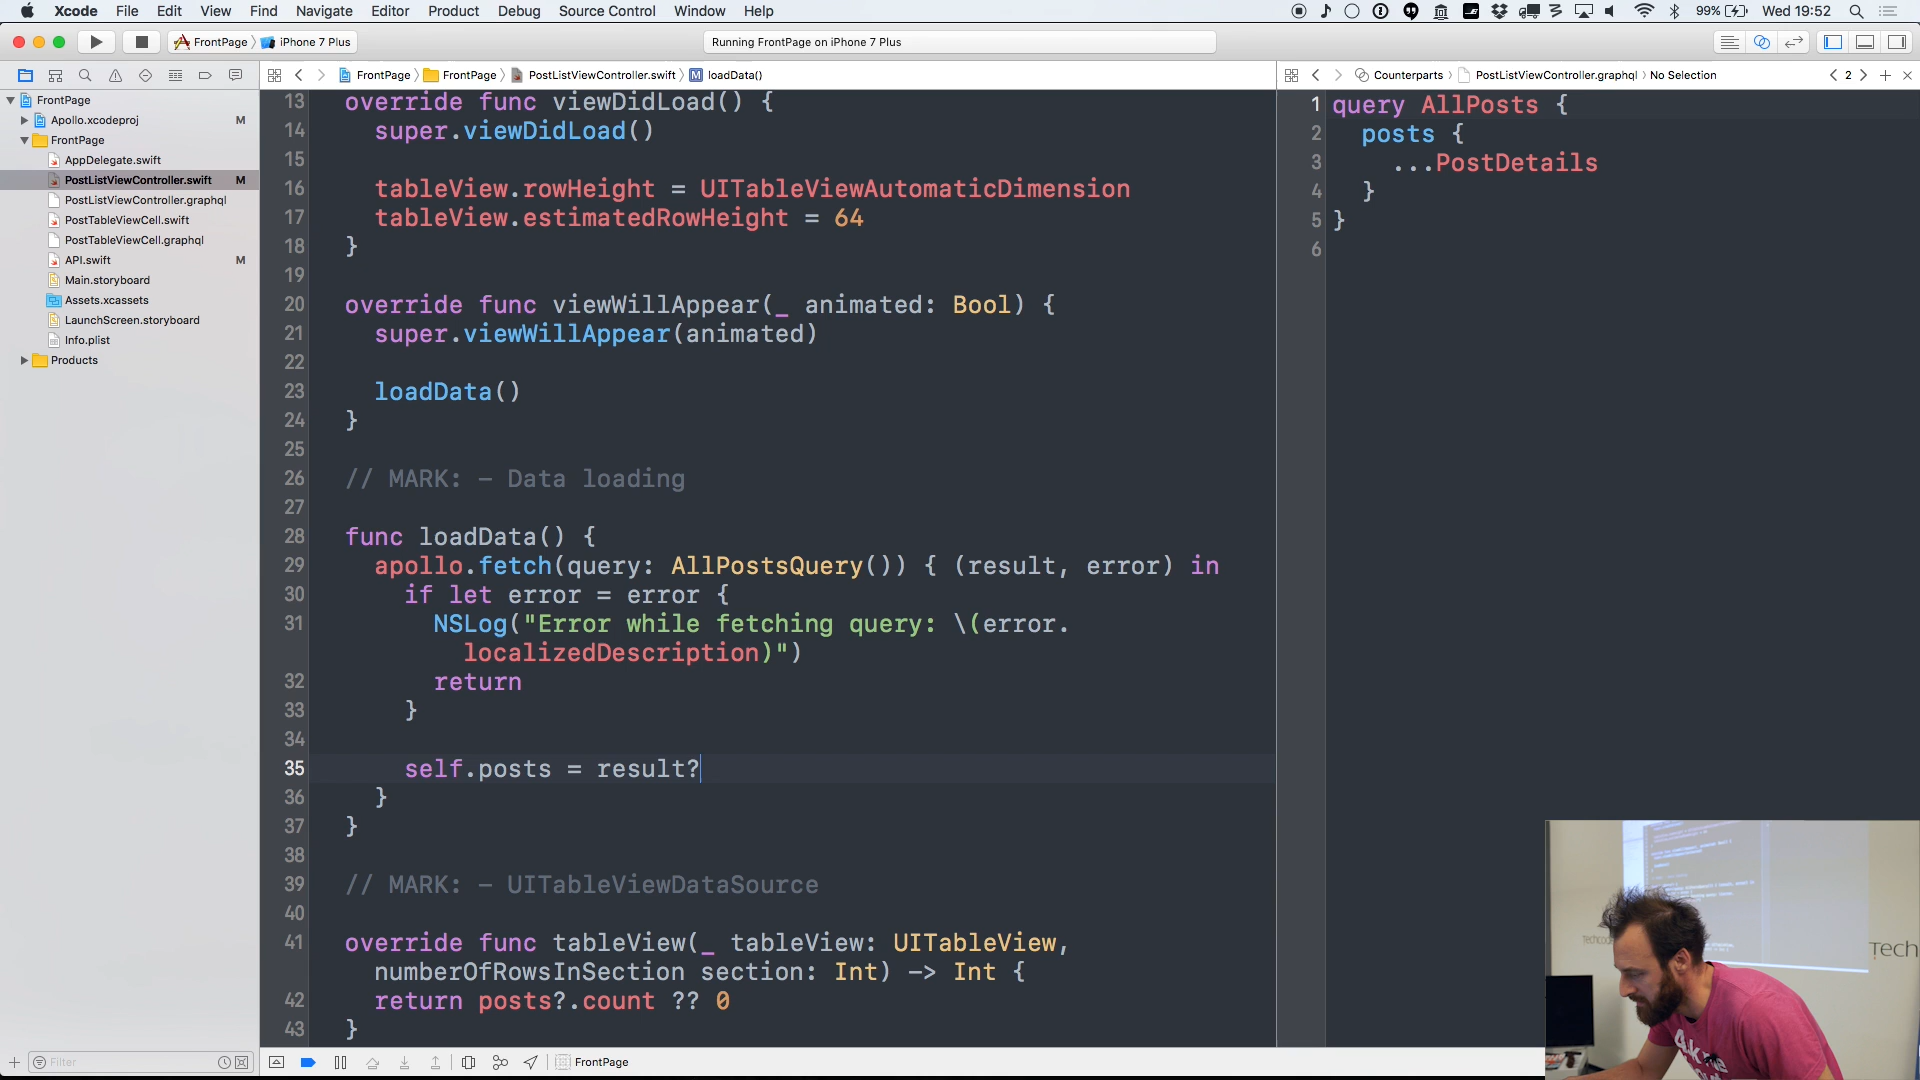 Xcode File Edit View Find Navigate Editor Product Debug Source Control Window Help
99% Wed 19:52
FrontPage iPhone 7 Plus
Running FrontPage on iPhone 7 Plus
FrontPage FrontPage PostListViewController.swift M loadData()
Counterparts PostListViewController.graphql No Selection 2
FrontPage
Apollo.xcodeproj M
FrontPage
AppDelegate.swift
PostListViewController.swift M
PostListViewController.graphql
PostTableViewCell.swift
PostTableViewCell.graphql
API.swift M
Main.storyboard
Assets.xcassets
LaunchScreen.storyboard
Info.plist
Products
Filter
13 override func viewDidLoad() {
14 super.viewDidLoad()
15
16 tableView.rowHeight = UITableViewAutomaticDimension
17 tableView.estimatedRowHeight = 64
18 }
19
20 override func viewWillAppear(_ animated: Bool) {
21 super.viewWillAppear(animated)
22
23 loadData()
24 }
25
26 // MARK: - Data loading
27
28 func loadData() {
29 apollo.fetch(query: AllPostsQuery()) { (result, error) in
30 if let error = error {
31 NSLog("Error while fetching query: \(error.
localizedDescription)")
32 return
33 }
34
35 self.posts = result?
36 }
37 }
38
39 // MARK: - UITableViewDataSource
40
41 override func tableView(_ tableView: UITableView,
numberOfRowsInSection section: Int) -> Int {
42 return posts?.count ?? 0
43 }
FrontPage
1 query AllPosts {
2 posts {
3 ...PostDetails
4 }
5 }
6